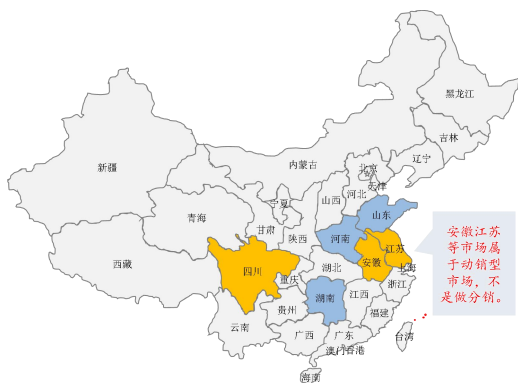 黑龙江
吉林
辽宁
新疆
内蒙古
北京
天津
河北
山西
宁夏
山东
青海
甘肃
陕西
河南
江苏
西藏
四川
重庆
湖北
安徽
上海
浙江
湖南
江西
贵州
福建
云南
广西
广东
台湾
澳门
香港
海南
安徽江苏
等市场属
于动销型
市场，不
是做分销。